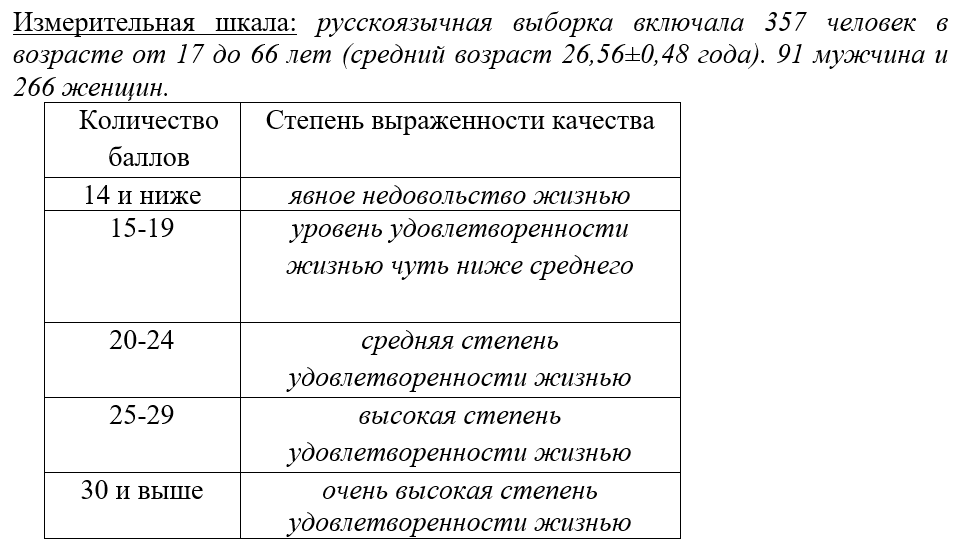 Измерительная шкала: русскоязычная выборка включала 357 человек в
возрасте от 17 до 66 лет (средний возраст 26,56±0,48 года). 91 мужчина и
266 женщин.
Количество баллов
Степень выраженности качества
14 и ниже
явное недовольство жизнью
15-19
уровень удовлетворенности
жизнью чуть ниже среднего
20-24
средняя степень
удовлетворенности жизнью
25-29
высокая степень
удовлетворенности жизнью
30 и выше
очень высокая степень
удовлетворенности жизнью